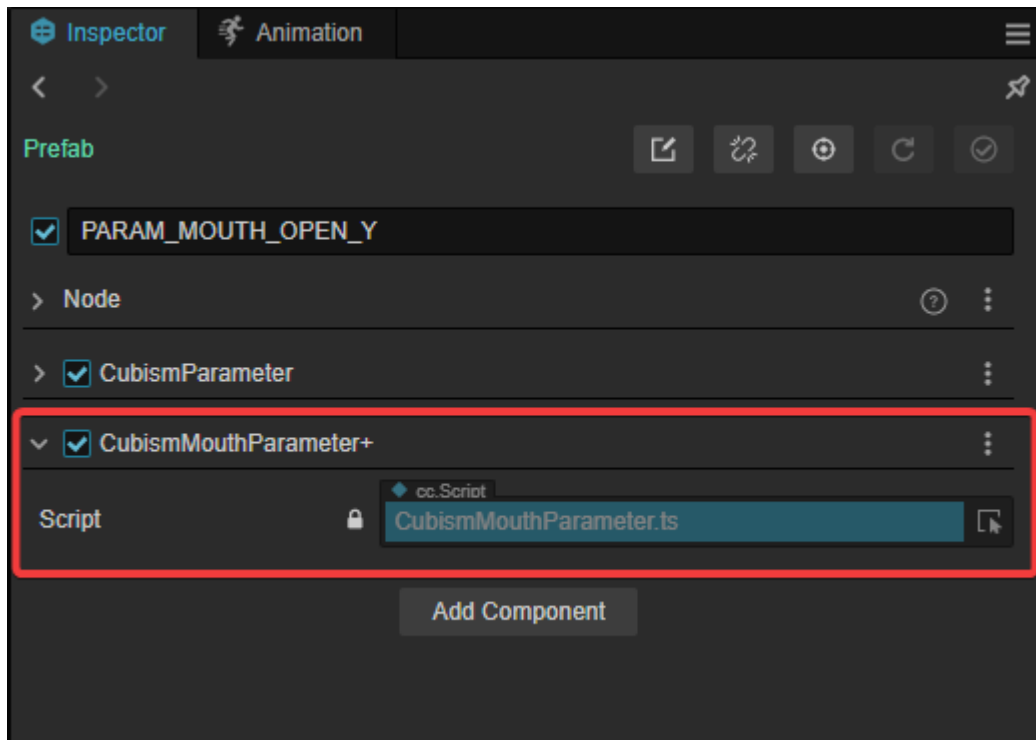 Inspector Animation
Prefab
PARAM_MOUTH_OPEN_Y
Node
CubismParameter
CubismMouthParameter+
cc.Script
Script CubismMouthParameter.ts
Add Component